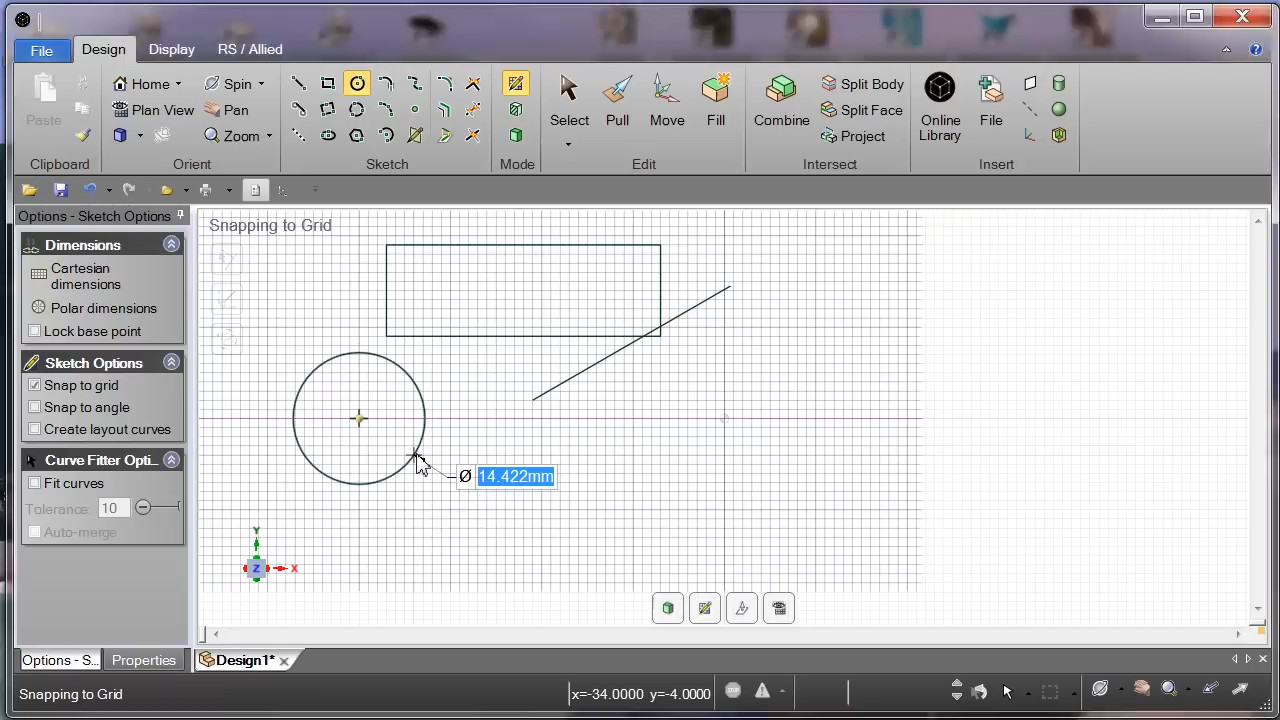 File
Design
Display
RS / Allied
Paste
Home
Plan View
Spin
Pan
Zoom
Select
Pull
Move
Fill
Combine
Split Body
Split Face
Project
Online
Library
File
Clipboard
Orient
Sketch
Mode
Edit
Intersect
Insert
Options - Sketch Options
Dimensions
Cartesian
dimensions
Polar dimensions
Lock base point
Sketch Options
Snap to grid
Snap to angle
Create layout curves
Curve Fitter Opti...
Fit curves
Tolerance: 10
Auto-merge
Snapping to Grid
Ø 14.422mm
Y
Z
X
Options - S...
Properties
Design1*
Snapping to Grid
x=-34.0000 y=-4.0000